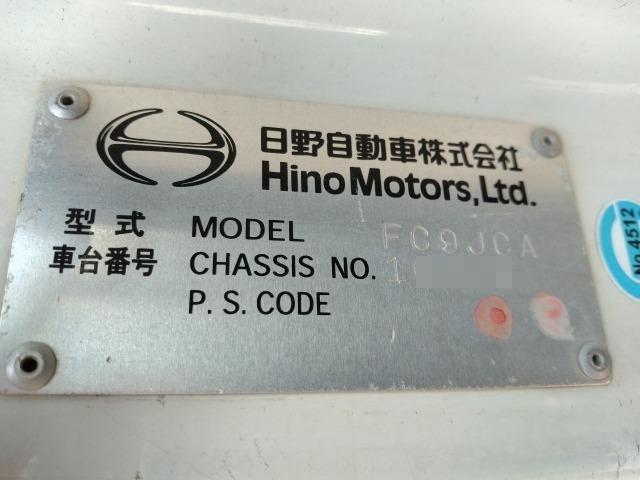 日野自動車株式会社
Hino Motors, Ltd.
型式 MODEL FC9JCA
車台番号 CHASSIS NO. 1
P. S. CODE
No.4512